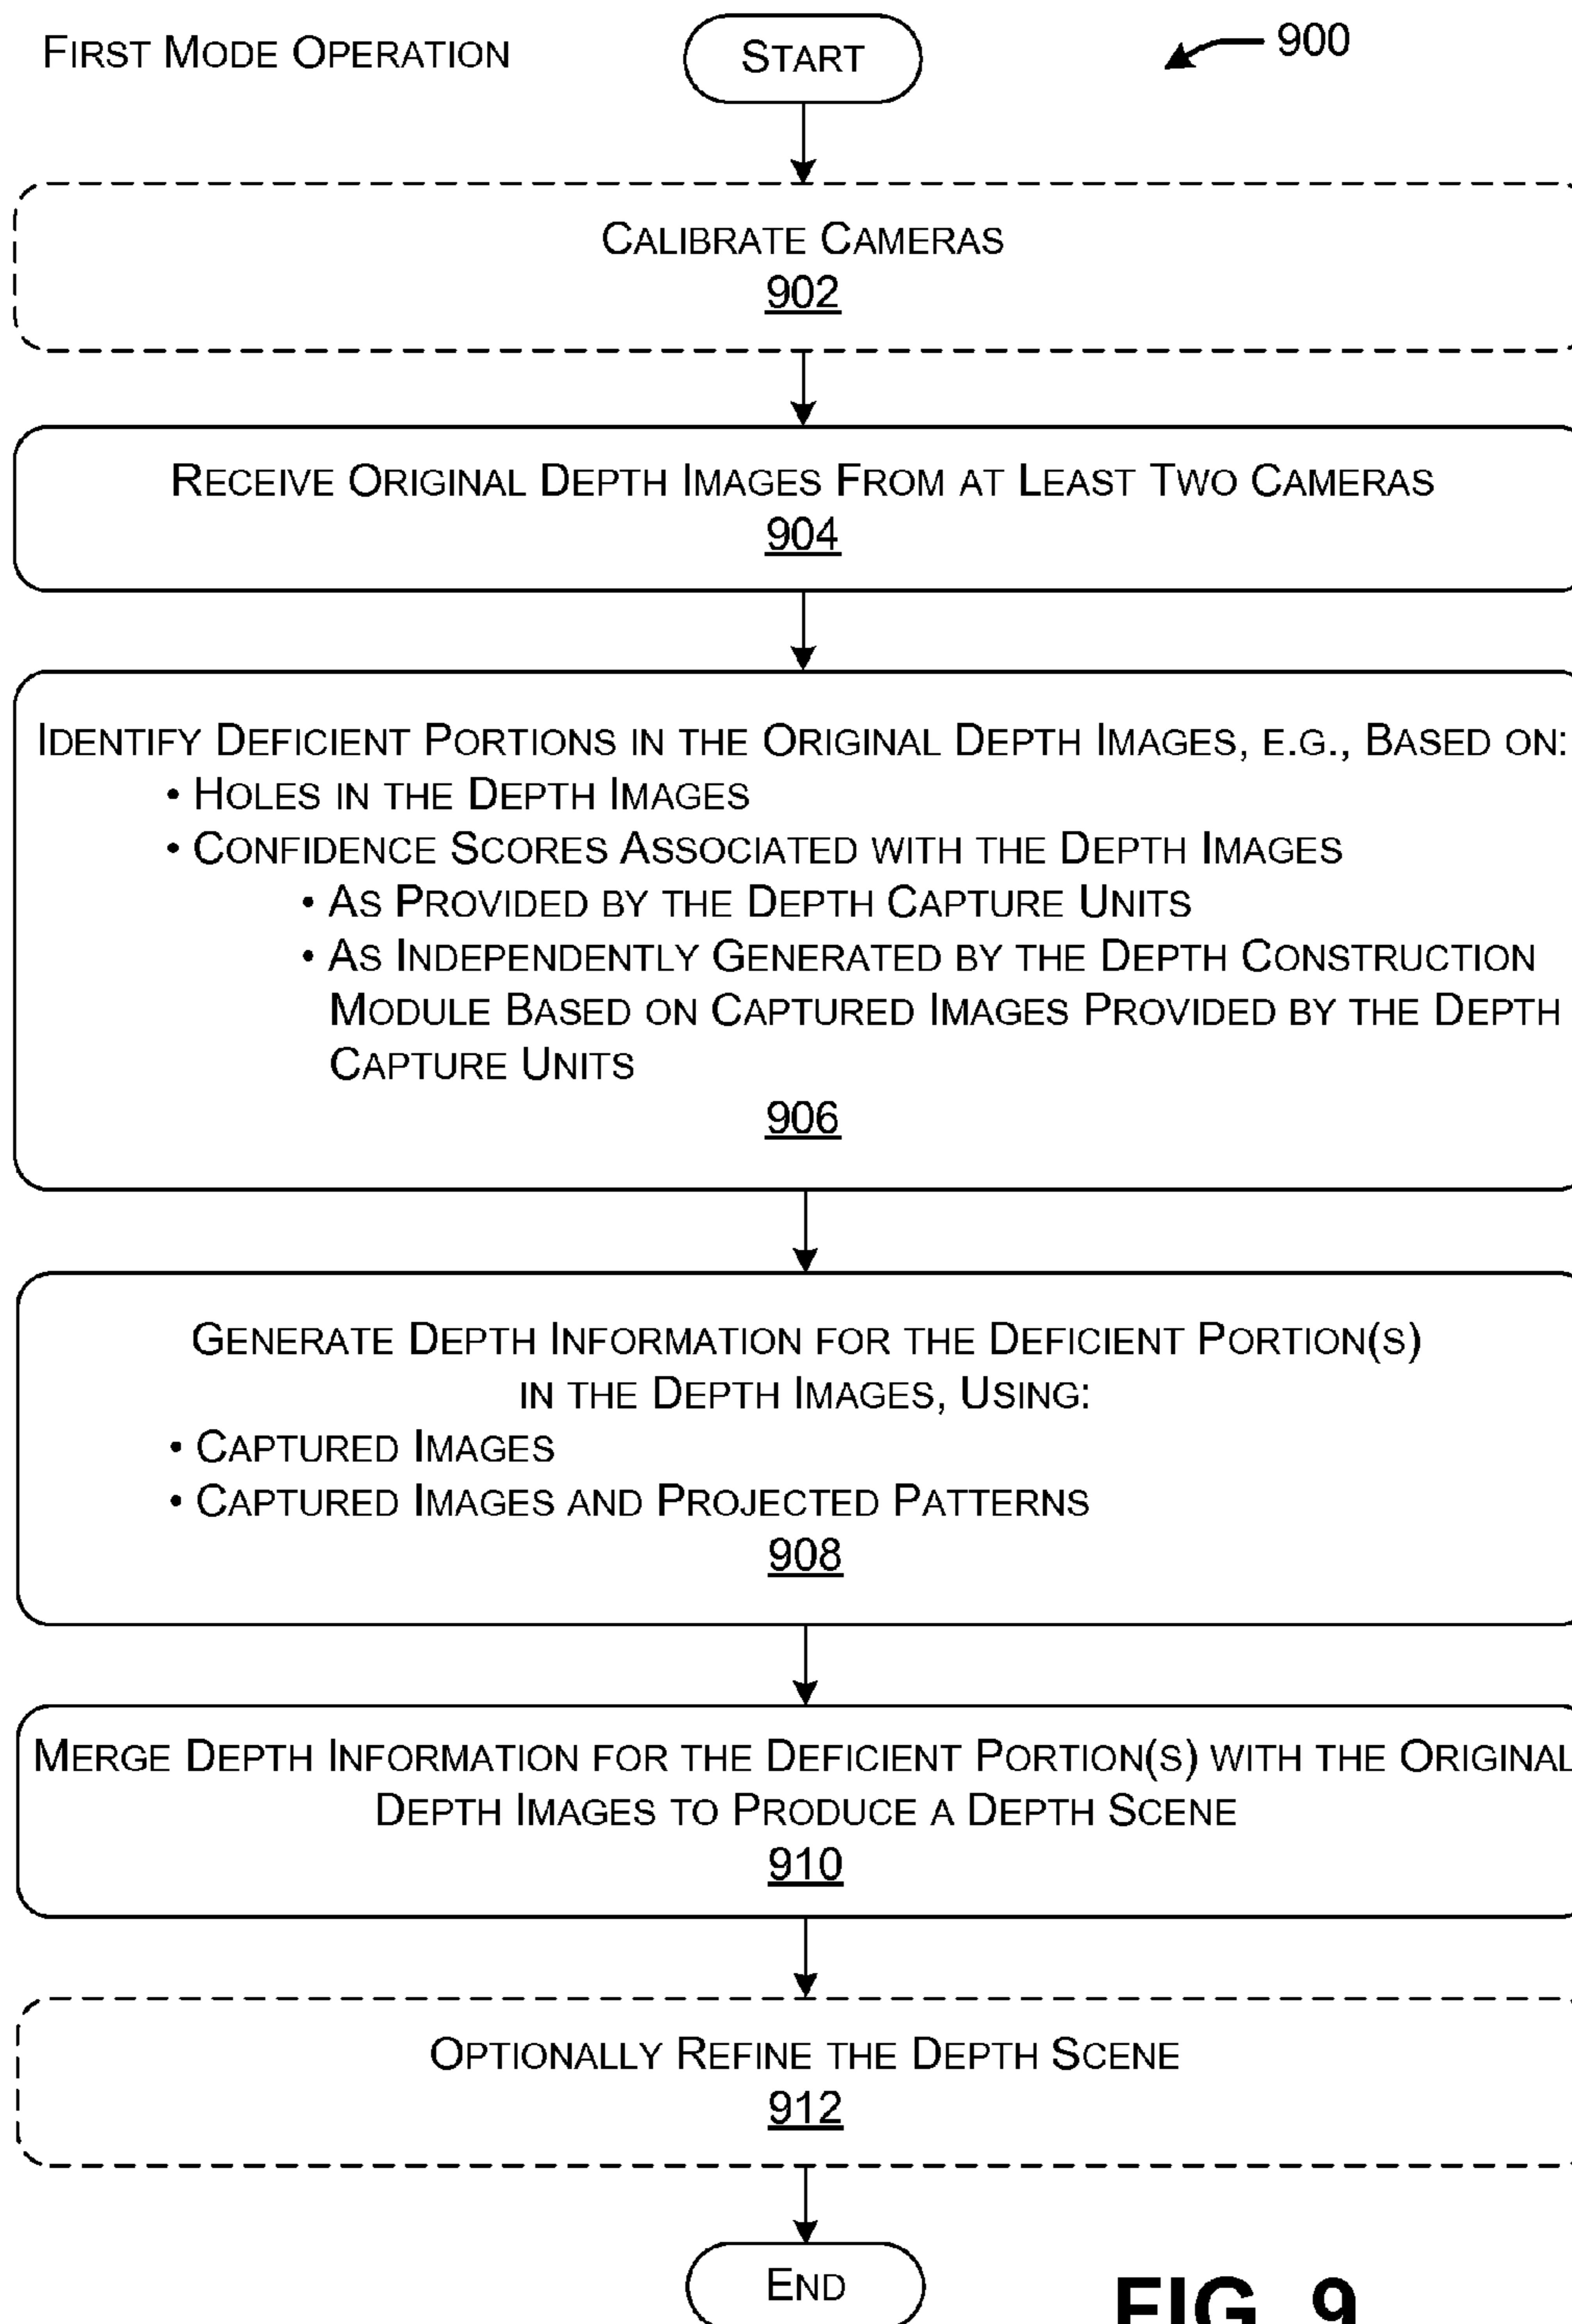 FIRST MODE OPERATION
START
900
CALIBRATE CAMERAS
902
RECEIVE ORIGINAL DEPTH IMAGES FROM AT LEAST TWO CAMERAS
904
IDENTIFY DEFICIENT PORTIONS IN THE ORIGINAL DEPTH IMAGES, E.G., BASED ON:
• HOLES IN THE DEPTH IMAGES
• CONFIDENCE SCORES ASSOCIATED WITH THE DEPTH IMAGES
• AS PROVIDED BY THE DEPTH CAPTURE UNITS
• AS INDEPENDENTLY GENERATED BY THE DEPTH CONSTRUCTION
MODULE BASED ON CAPTURED IMAGES PROVIDED BY THE DEPTH
CAPTURE UNITS
906
GENERATE DEPTH INFORMATION FOR THE DEFICIENT PORTION(S)
IN THE DEPTH IMAGES, USING:
• CAPTURED IMAGES
• CAPTURED IMAGES AND PROJECTED PATTERNS
908
MERGE DEPTH INFORMATION FOR THE DEFICIENT PORTION(S) WITH THE ORIGINAL
DEPTH IMAGES TO PRODUCE A DEPTH SCENE
910
OPTIONALLY REFINE THE DEPTH SCENE
912
END
FIG. 9